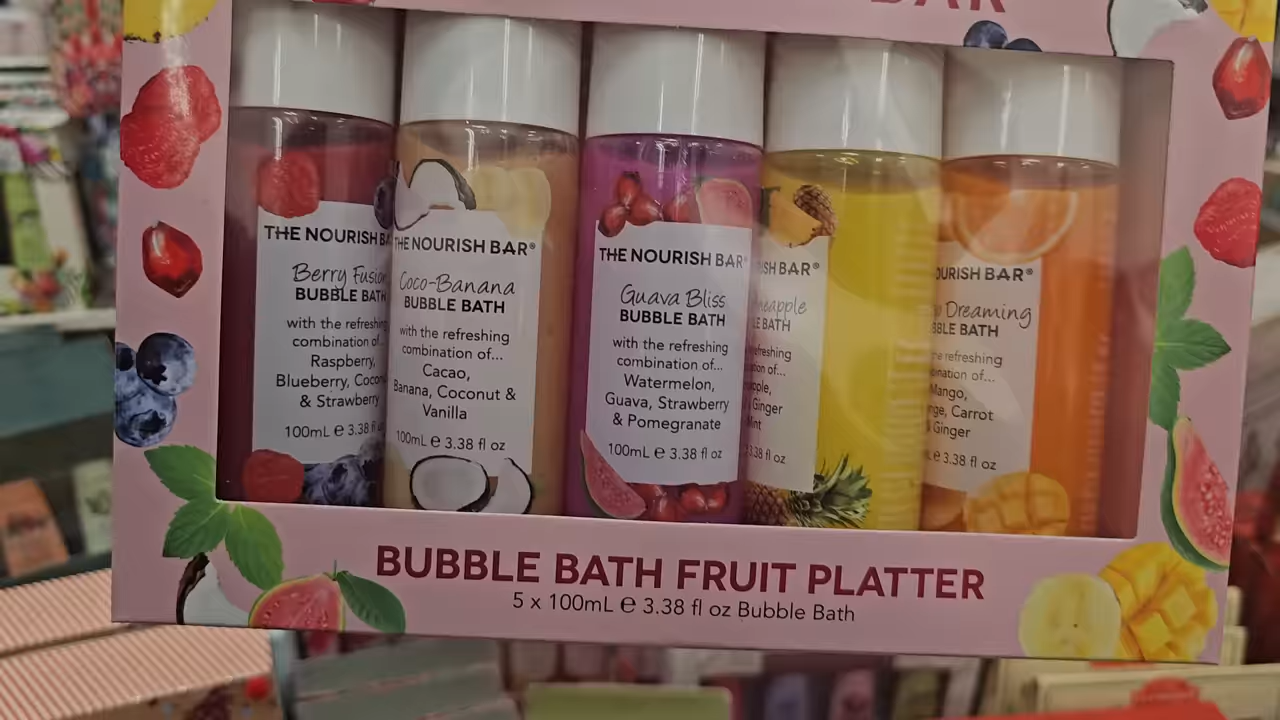 BAR
THE NOURISH
Berry Fusion
BUBBLE BATH
with the refreshing
combination of...
Raspberry,
Blueberry, Coconut
& Strawberry
100mL e 3.38 fl
THE NOURISH BAR®
Coco-Banana
BUBBLE BATH
with the refreshing
combination of...
Cacao,
Banana, Coconut &
Vanilla
100mL e 3.38 fl oz
THE NOURISH BAR®
Guava Bliss
BUBBLE BATH
with the refreshing
combination of...
Watermelon,
Guava, Strawberry
& Pomegranate
100mL e 3.38 fl oz
BAR®
BATH
Ginger
3.38 fl oz
BAR®
Dreaming
BATH
refreshing
of...
Mango,
Carrot
& Ginger
e 3.38 fl oz
BUBBLE BATH FRUIT PLATTER
5 x 100mL e 3.38 fl oz Bubble Bath